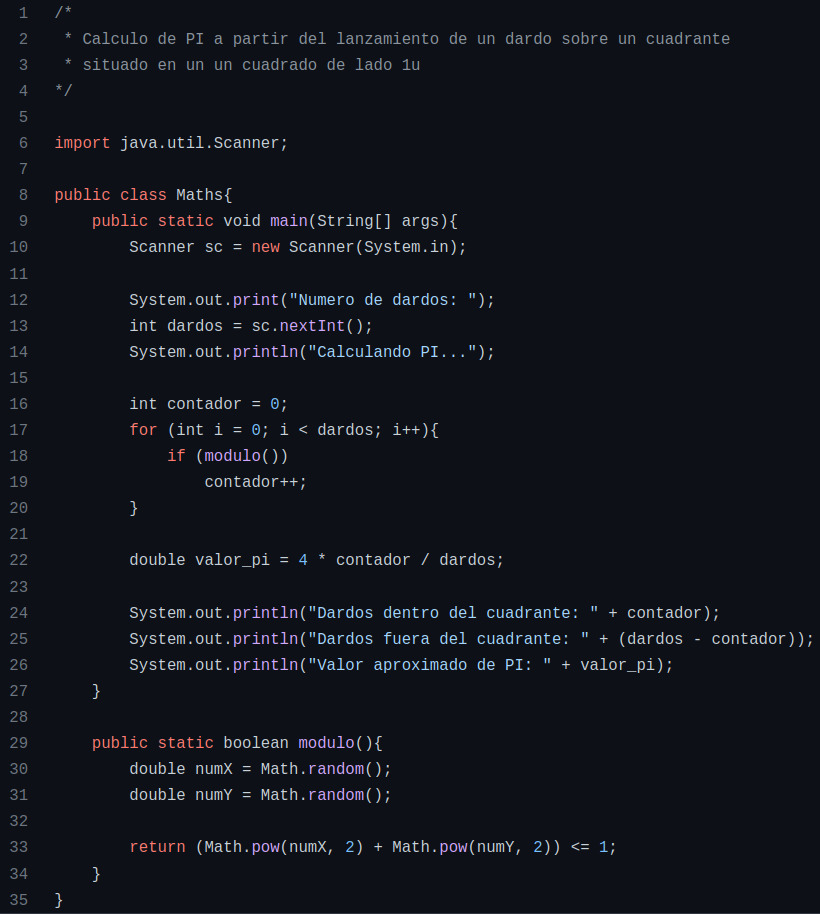 1 /*
2  * Calculo de PI a partir del lanzamiento de un dardo sobre un cuadrante
3  * situado en un un cuadrado de lado 1u
4 */
5
6 import java.util.Scanner;
7
8 public class Maths{
9     public static void main(String[] args){
10         Scanner sc = new Scanner(System.in);
11
12         System.out.print("Numero de dardos: ");
13         int dardos = sc.nextInt();
14         System.out.println("Calculando PI...");
15
16         int contador = 0;
17         for (int i = 0; i < dardos; i++){
18             if (modulo())
19                 contador++;
20         }
21
22         double valor_pi = 4 * contador / dardos;
23
24         System.out.println("Dardos dentro del cuadrante: " + contador);
25         System.out.println("Dardos fuera del cuadrante: " + (dardos - contador));
26         System.out.println("Valor aproximado de PI: " + valor_pi);
27     }
28
29     public static boolean modulo(){
30         double numX = Math.random();
31         double numY = Math.random();
32
33         return (Math.pow(numX, 2) + Math.pow(numY, 2)) <= 1;
34     }
35 }